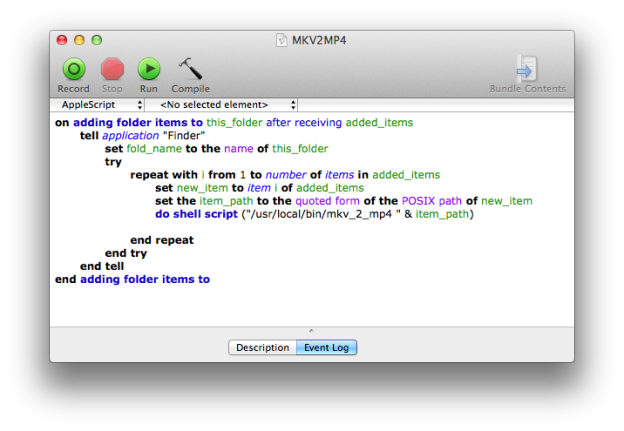 MKV2MP4
Record Stop Run Compile Bundle Contents
AppleScript <No selected element>
on adding folder items to this_folder after receiving added_items
tell application "Finder"
set fold_name to the name of this_folder
try
repeat with i from 1 to number of items in added_items
set new_item to item i of added_items
set the item_path to the quoted form of the POSIX path of new_item
do shell script ("/usr/local/bin/mkv_2_mp4 " & item_path)
end repeat
end try
end tell
end adding folder items to
Description Event Log